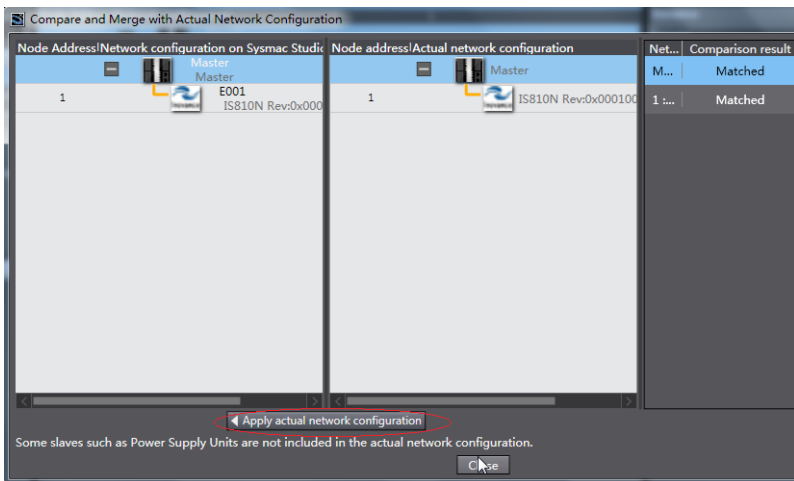 Compare and Merge with Actual Network Configuration
Node Address|Network configuration on Sysmac Studio Node address|Actual network configuration Net... Comparison result
Master
Master
Master
M... Matched
1
E001
IS810N Rev:0x000
1
IS810N Rev:0x000100
1 :... Matched
Apply actual network configuration
Some slaves such as Power Supply Units are not included in the actual network configuration.